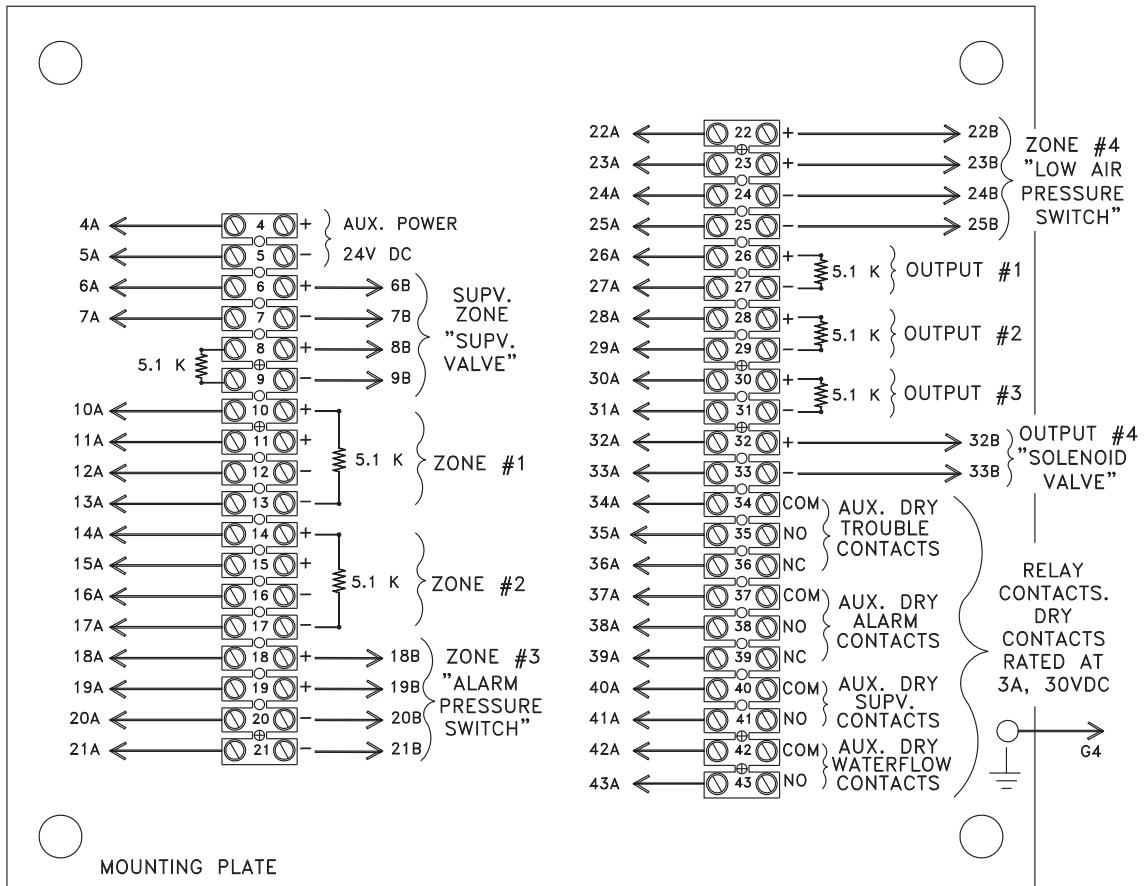 4A 4 + AUX. POWER
5A 5 - 24V DC
6A 6 + 6B
7A 7 - 7B
8 + 8B
9 - 9B
5.1 K
SUPV.
ZONE
"SUPV.
VALVE"
10A 10 +
11A 11 +
12A 12 -
13A 13 -
5.1 K ZONE #1
14A 14 +
15A 15 +
16A 16 -
17A 17 -
5.1 K ZONE #2
18A 18 + 18B
19A 19 + 19B
20A 20 - 20B
21A 21 - 21B
ZONE #3
"ALARM
PRESSURE
SWITCH"
22A 22 + 22B
23A 23 + 23B
24A 24 - 24B
25A 25 - 25B
ZONE #4
"LOW AIR
PRESSURE
SWITCH"
26A 26 +
27A 27 -
5.1 K OUTPUT #1
28A 28 +
29A 29 -
5.1 K OUTPUT #2
30A 30 +
31A 31 -
5.1 K OUTPUT #3
32A 32 + 32B
33A 33 - 33B
OUTPUT #4
"SOLENOID
VALVE"
34A 34 COM
35A 35 NO
36A 36 NC
AUX. DRY
TROUBLE
CONTACTS
37A 37 COM
38A 38 NO
39A 39 NC
AUX. DRY
ALARM
CONTACTS
40A 40 COM
41A 41 NO
AUX. DRY
SUPV.
CONTACTS
42A 42 COM
43A 43 NO
AUX. DRY
WATERFLOW
CONTACTS
RELAY
CONTACTS.
DRY
CONTACTS
RATED AT
3A, 30VDC
G4
MOUNTING PLATE